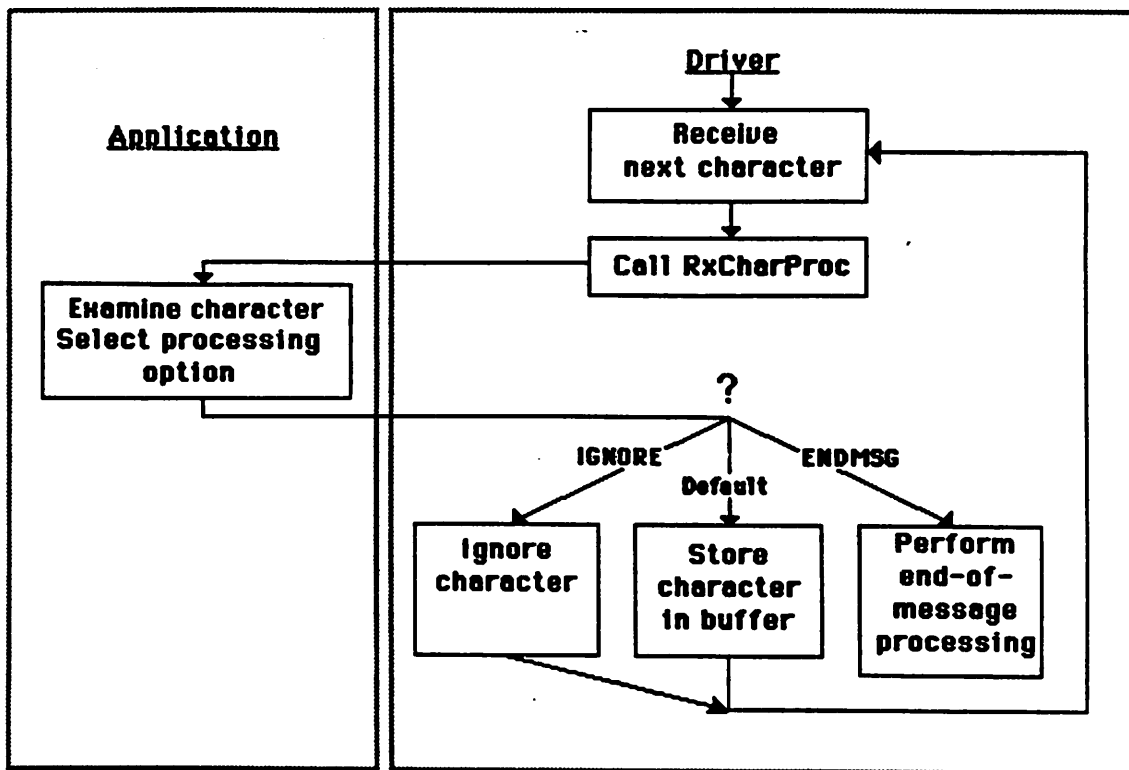 Application
Examine character
Select processing
option
Driver
Receive
next character
Call RxCharProc
?
IGNORE
Default
ENDMSG
Ignore
character
Store
character
in buffer
Perform
end-of-
message
processing